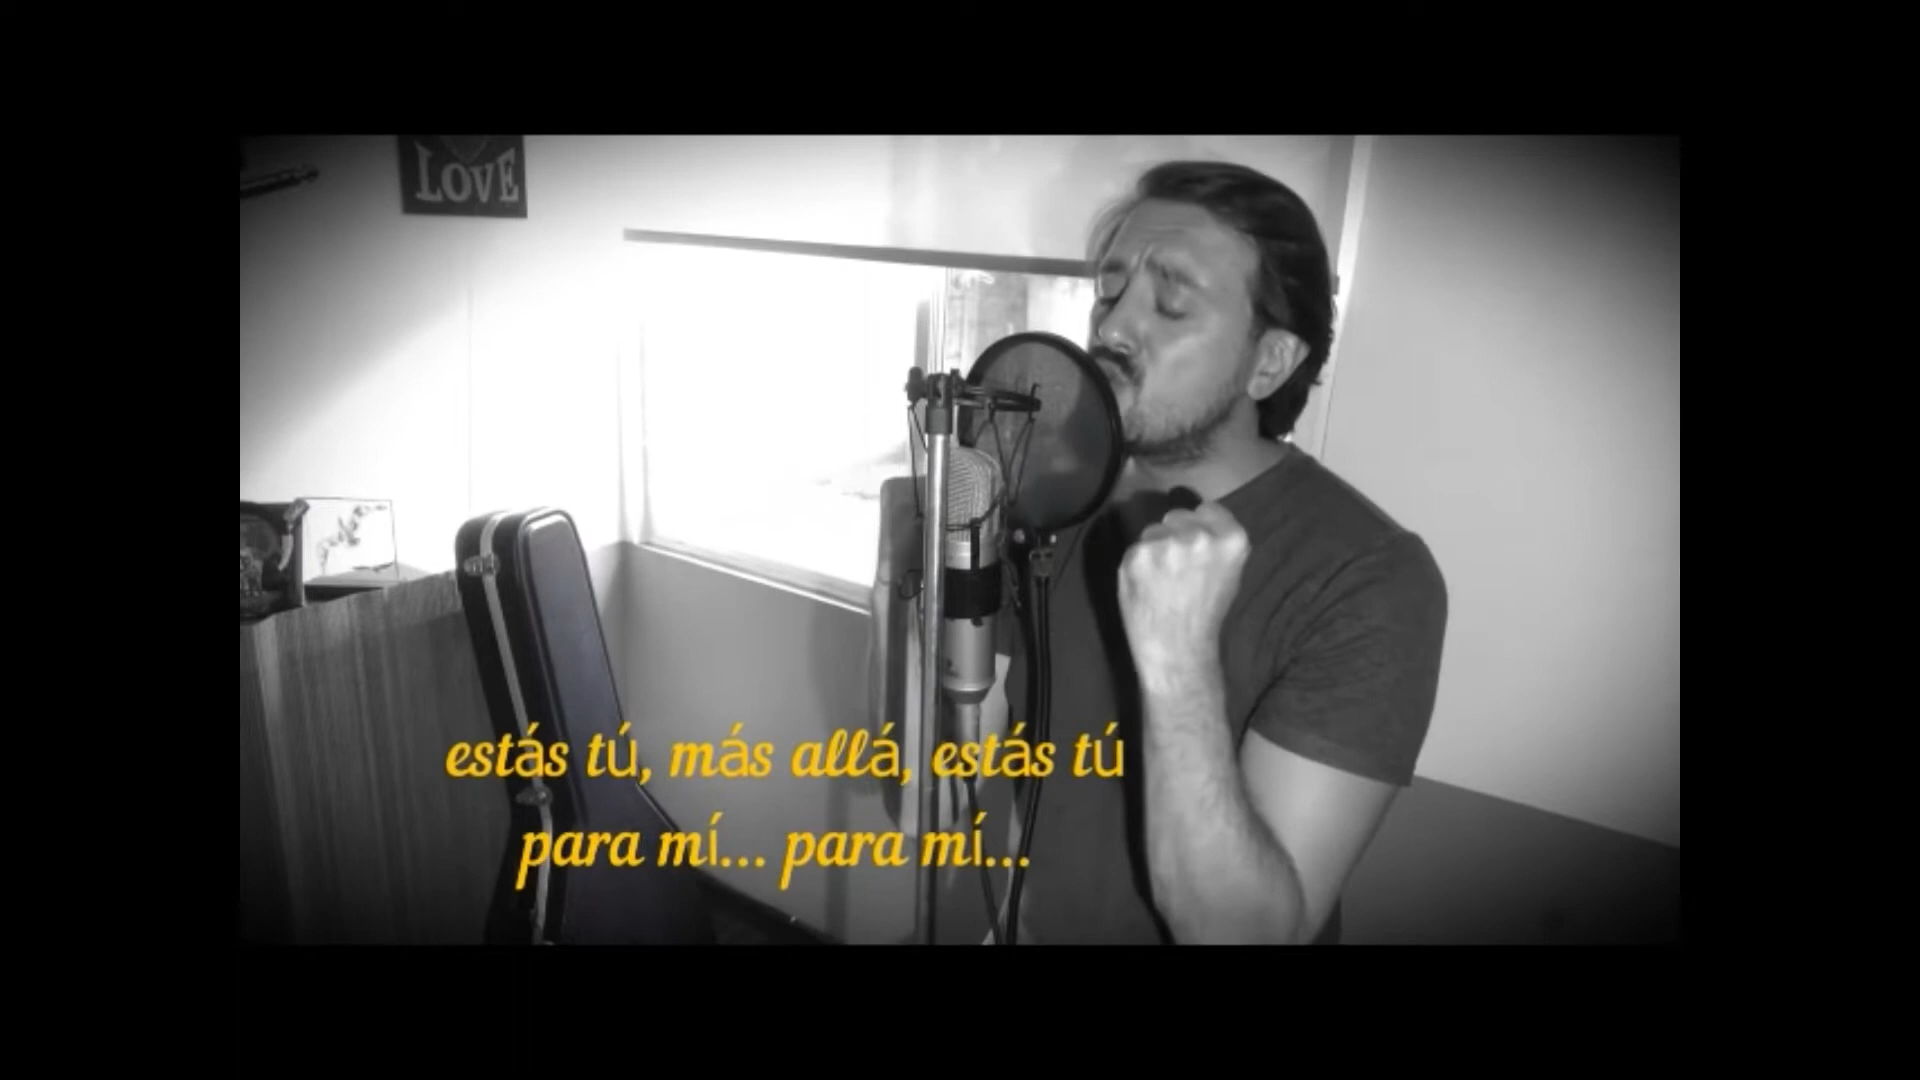 LOVE
estás tú, más allá, estás tú
para mí... para mí...